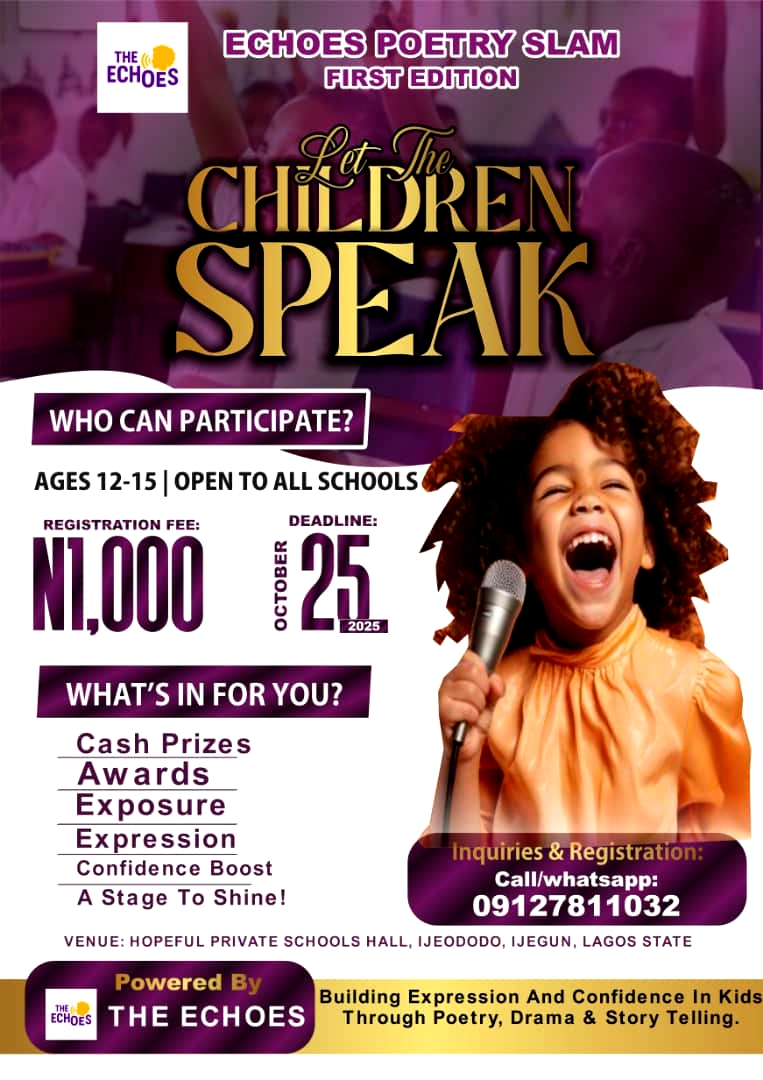 THE
ECHOES
ECHOES POETRY SLAM
FIRST EDITION
Let The
CHILDREN
SPEAK
WHO CAN PARTICIPATE?
AGES 12-15 | OPEN TO ALL SCHOOLS
REGISTRATION FEE:
N1,000
DEADLINE:
OCTOBER
25
2025
WHAT'S IN FOR YOU?
Cash Prizes
Awards
Exposure
Expression
Confidence Boost
A Stage To Shine!
Inquiries & Registration:
Call/whatsapp:
09127811032
VENUE: HOPEFUL PRIVATE SCHOOLS HALL, IJEODODO, IJEGUN, LAGOS STATE
THE
ECHOES
Powered By
THE ECHOES
Building Expression And Confidence In Kids
Through Poetry, Drama & Story Telling.